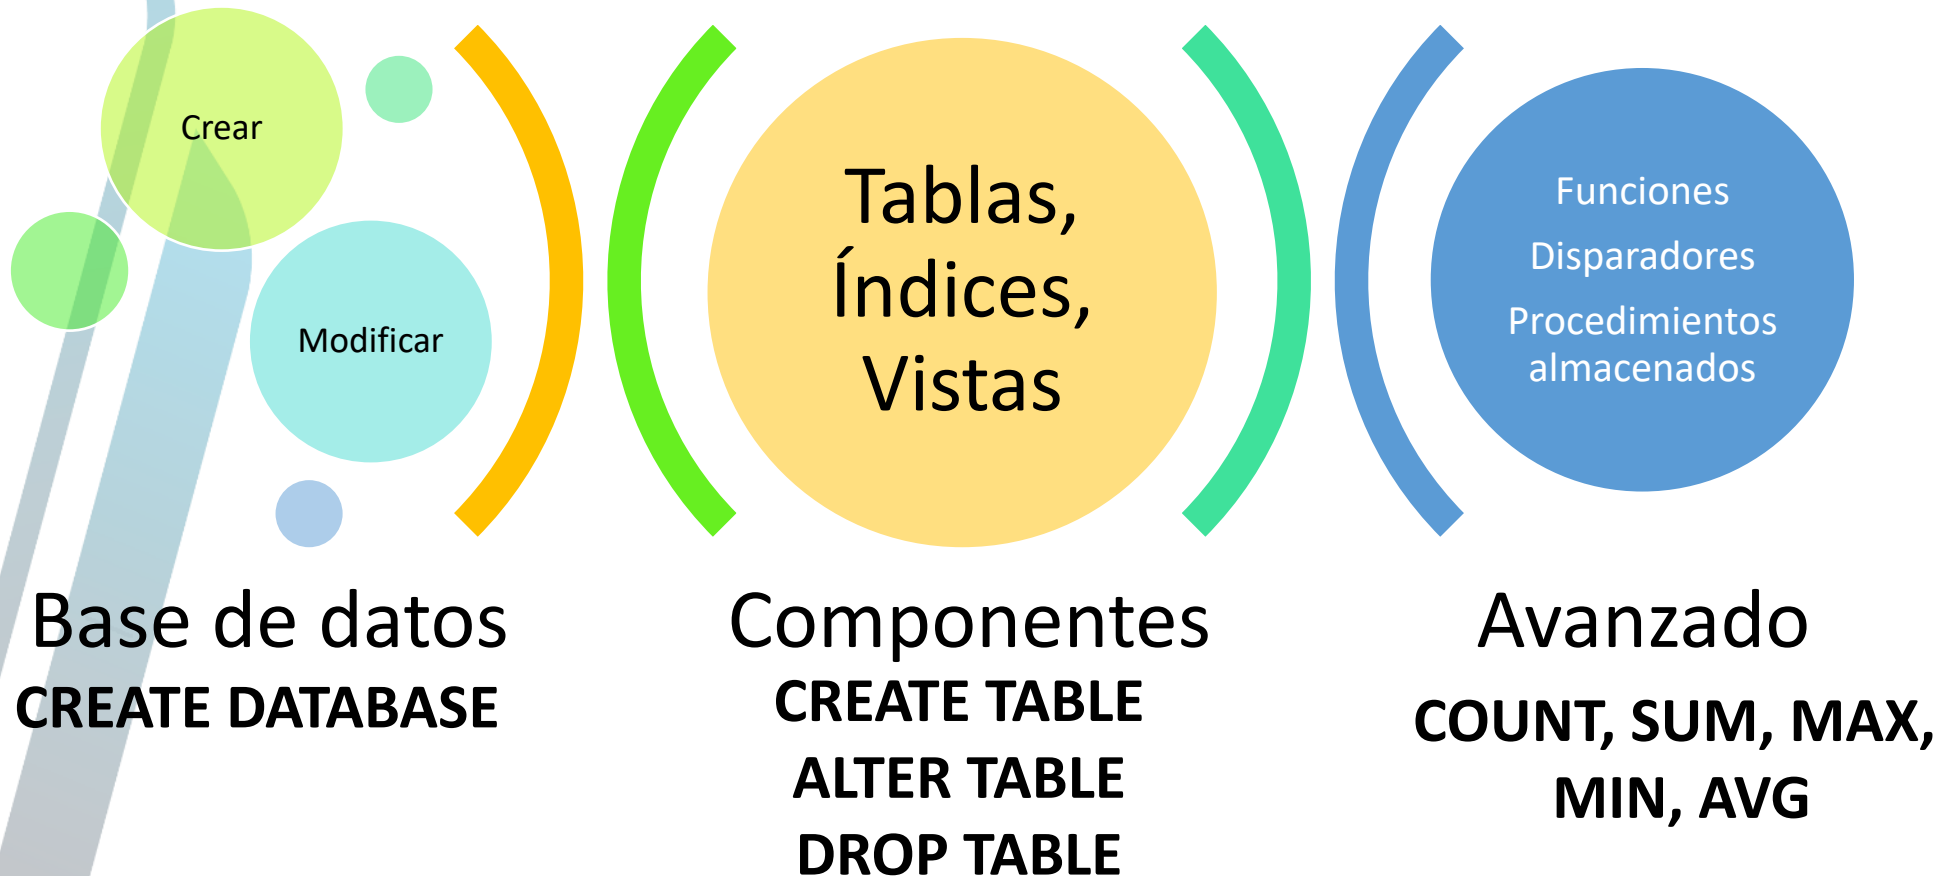 Crear
Modificar
Base de datos
CREATE DATABASE
Tablas,
Índices,
Vistas
Componentes
CREATE TABLE
ALTER TABLE
DROP TABLE
Funciones
Disparadores
Procedimientos
almacenados
Avanzado
COUNT, SUM, MAX,
MIN, AVG